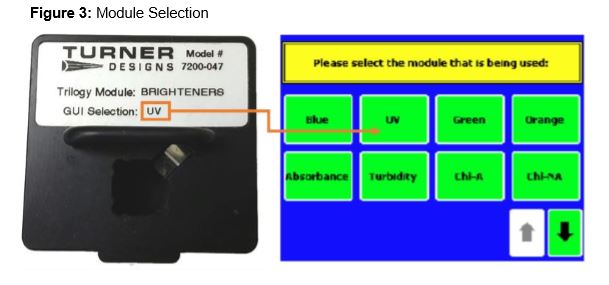 Figure 3: Module Selection
TURNER Model #
DESIGNS 7200-047
Trilogy Module: BRIGHTENERS
GUI Selection: UV
Please select the module that is being used:
Blue UV Green Orange
Absorbance Turbidity Chl-A Chl-NA